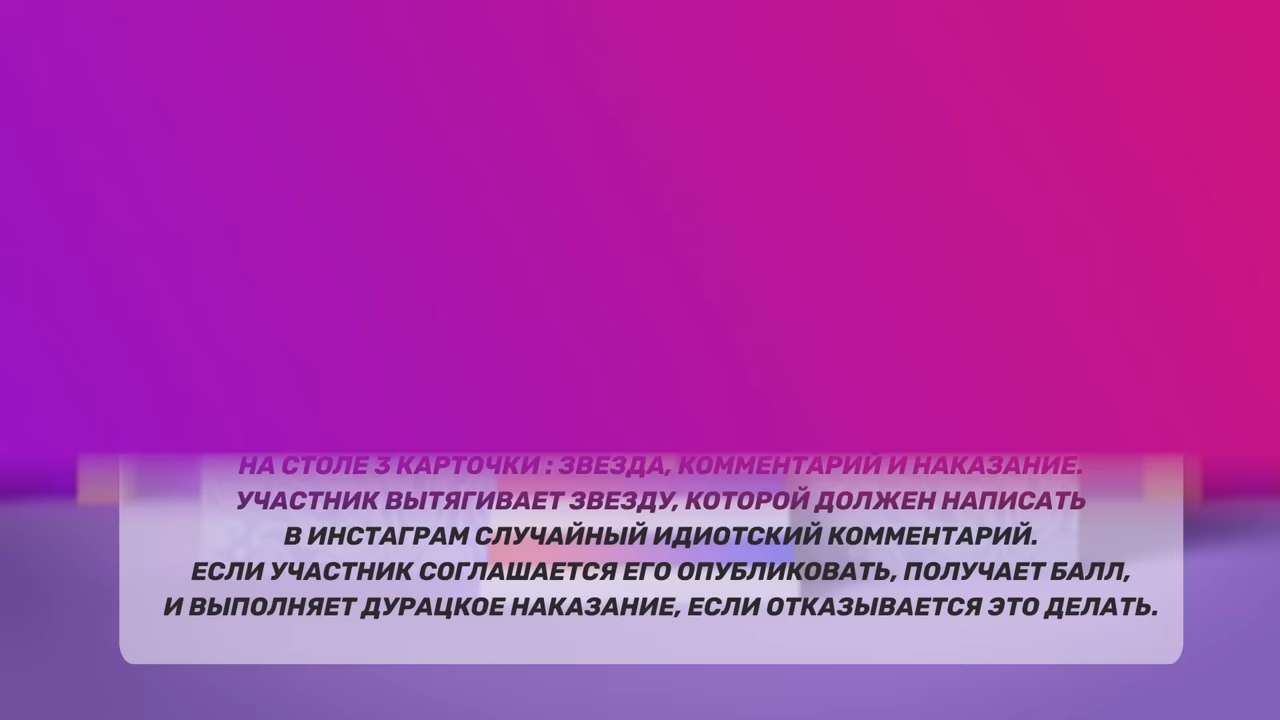 НА СТОЛЕ 3 КАРТОЧКИ : ЗВЕЗДА, КОММЕНТАРИЙ И НАКАЗАНИЕ.
УЧАСТНИК ВЫТЯГИВАЕТ ЗВЕЗДУ, КОТОРОЙ ДОЛЖЕН НАПИСАТЬ
В ИНСТАГРАМ СЛУЧАЙНЫЙ ИДИОТСКИЙ КОММЕНТАРИЙ.
ЕСЛИ УЧАСТНИК СОГЛАШАЕТСЯ ЕГО ОПУБЛИКОВАТЬ, ПОЛУЧАЕТ БАЛЛ,
И ВЫПОЛНЯЕТ ДУРАЦКОЕ НАКАЗАНИЕ, ЕСЛИ ОТКАЗЫВАЕТСЯ ЭТО ДЕЛАТЬ.